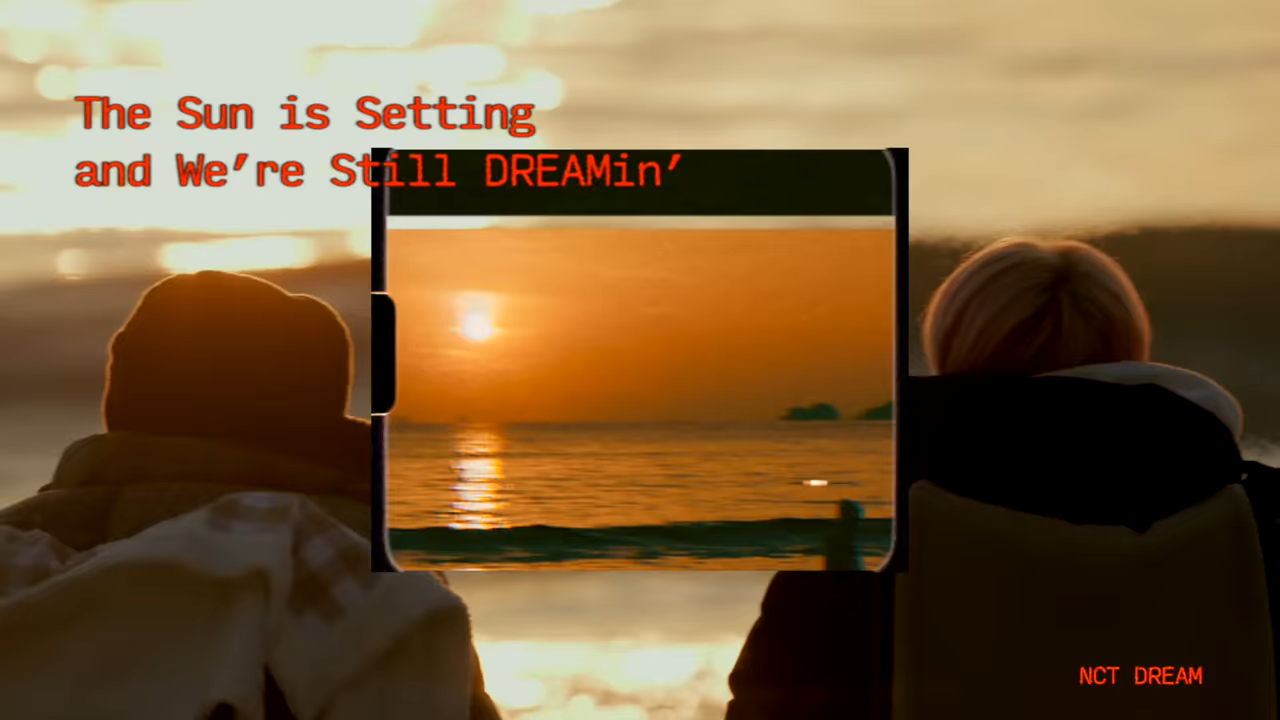 The Sun is Setting
and We’re Still DREAMin’
NCT DREAM